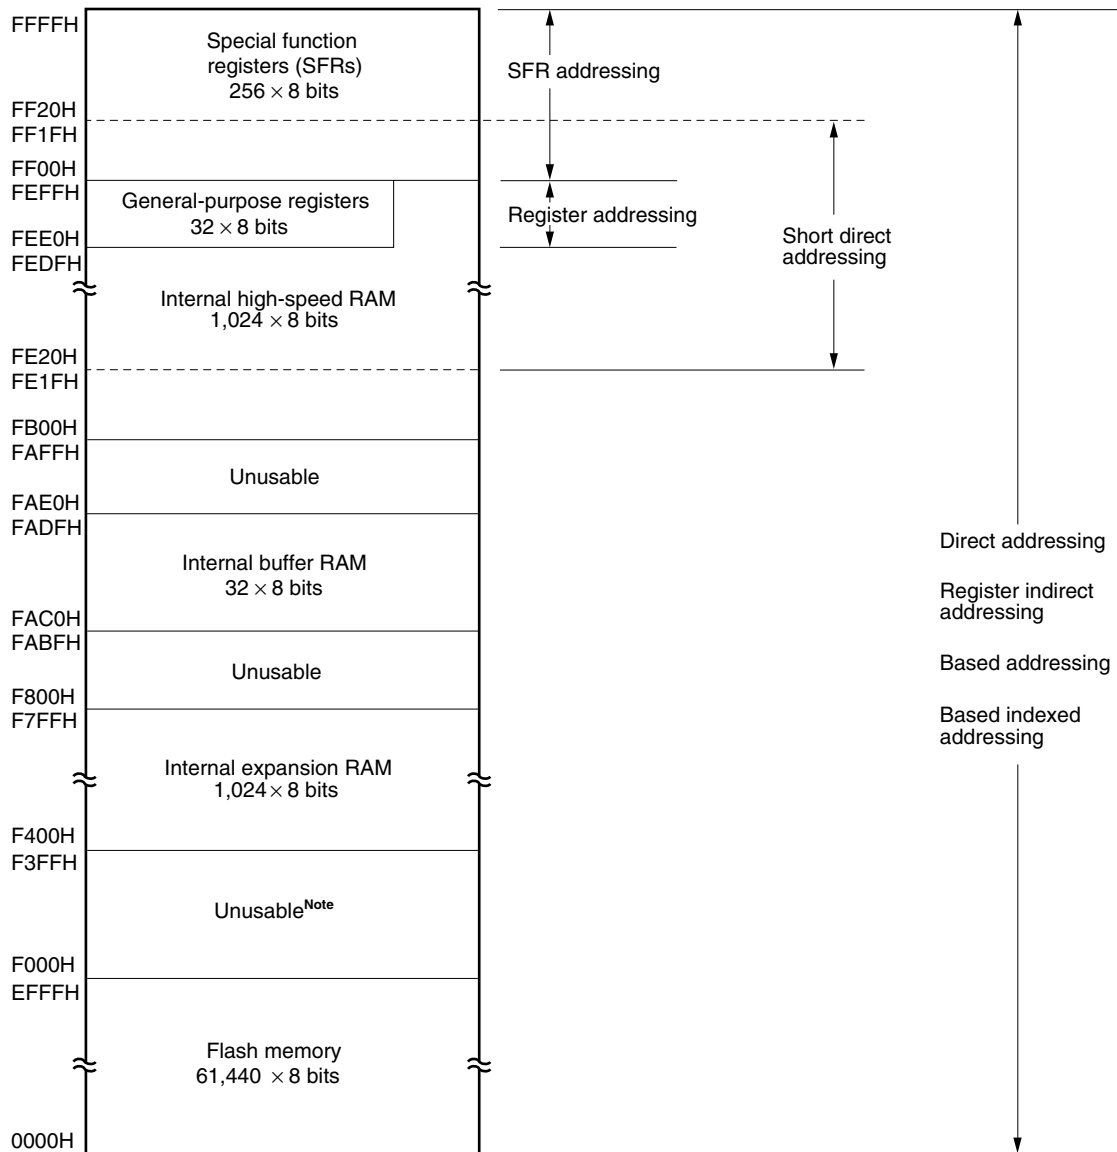 FFFFH
Special function
registers (SFRs)
256 × 8 bits
SFR addressing
FF20H
FF1FH
FF00H
FEFFH
General-purpose registers
32 × 8 bits
Register addressing
FEE0H
FEDFH
Short direct
addressing
Internal high-speed RAM
1,024 × 8 bits
FE20H
FE1FH
FB00H
FAFFH
Unusable
FAE0H
FADFH
Internal buffer RAM
32 × 8 bits
FAC0H
FABFH
Unusable
F800H
F7FFH
Internal expansion RAM
1,024 × 8 bits
F400H
F3FFH
Unusable Note
F000H
EFFFH
Flash memory
61,440 × 8 bits
0000H
Direct addressing
Register indirect
addressing
Based addressing
Based indexed
addressing